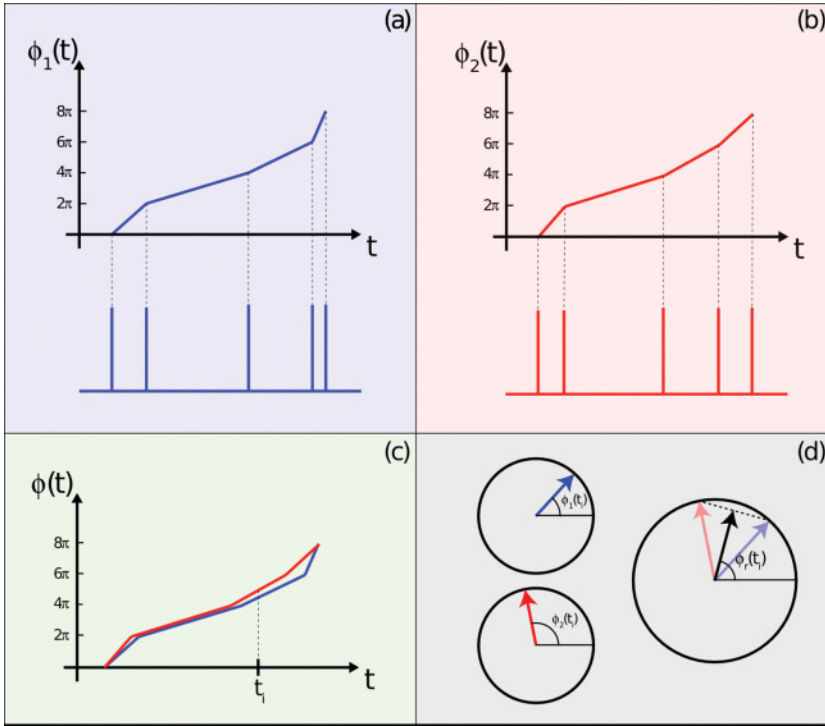 (a)
ϕ₁(t)
8π
6π
4π
2π
t
(b)
ϕ₂(t)
8π
6π
4π
2π
t
(c)
ϕ(t)
8π
6π
4π
2π
tᵢ
t
(d)
ϕ₁(tᵢ)
ϕ₂(tᵢ)
ϕᵣ(tᵢ)